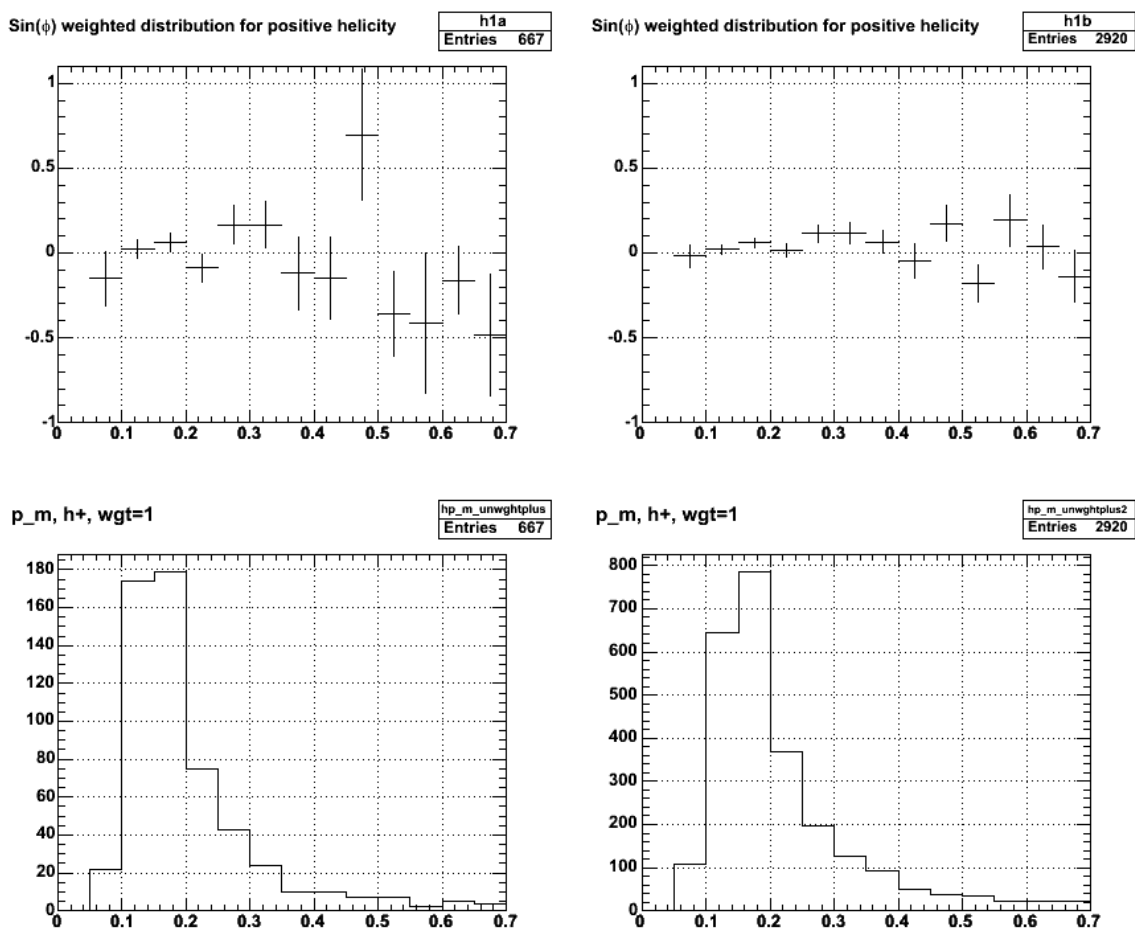 Sin(ϕ) weighted distribution for positive helicity
h1a
Entries 667
1
0.5
0
-0.5
-1
0 0.1 0.2 0.3 0.4 0.5 0.6 0.7
Sin(ϕ) weighted distribution for positive helicity
h1b
Entries 2920
1
0.5
0
-0.5
-1
0 0.1 0.2 0.3 0.4 0.5 0.6 0.7
p_m, h+, wgt=1
hp_m_unwghtplus
Entries 667
180
160
140
120
100
80
60
40
20
0
0 0.1 0.2 0.3 0.4 0.5 0.6 0.7
p_m, h+, wgt=1
hp_m_unwghtplus2
Entries 2920
800
700
600
500
400
300
200
100
0
0 0.1 0.2 0.3 0.4 0.5 0.6 0.7